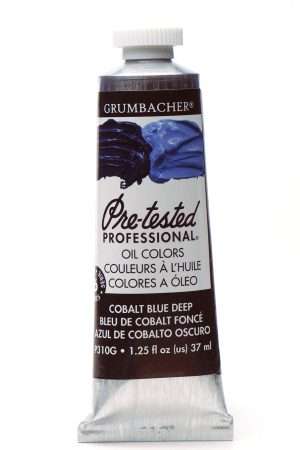 GRUMBACHER®
Pre-tested
PROFESSIONAL®
OIL COLORS
COULEURS À L'HUILE
COLORES A ÓLEO
COBALT BLUE DEEP
BLEU DE COBALT FONCÉ
AZUL DE COBALTO OSCURO
P310G • 1.25 fl oz (us) 37 ml